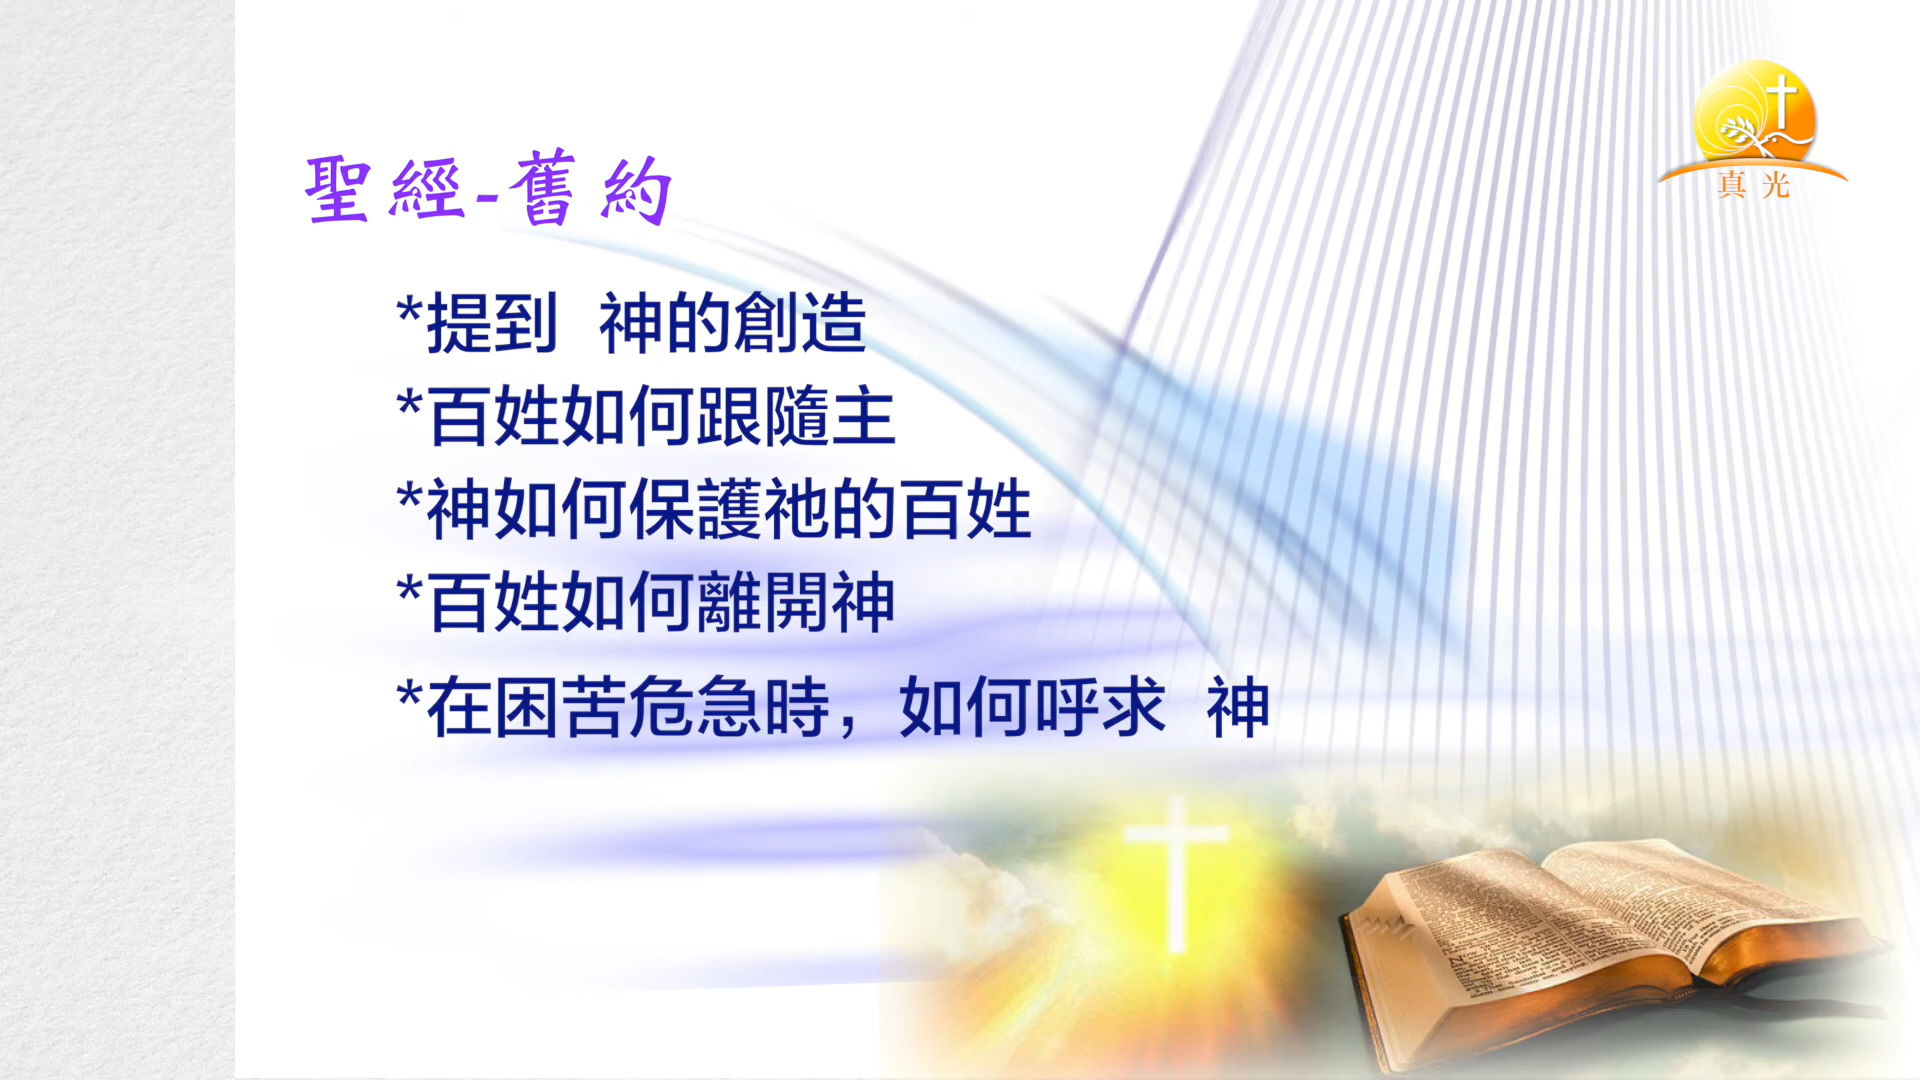 真光
聖經-舊約
*提到 神的創造
*百姓如何跟隨主
*神如何保護祂的百姓
*百姓如何離開神
*在困苦危急時，如何呼求 神